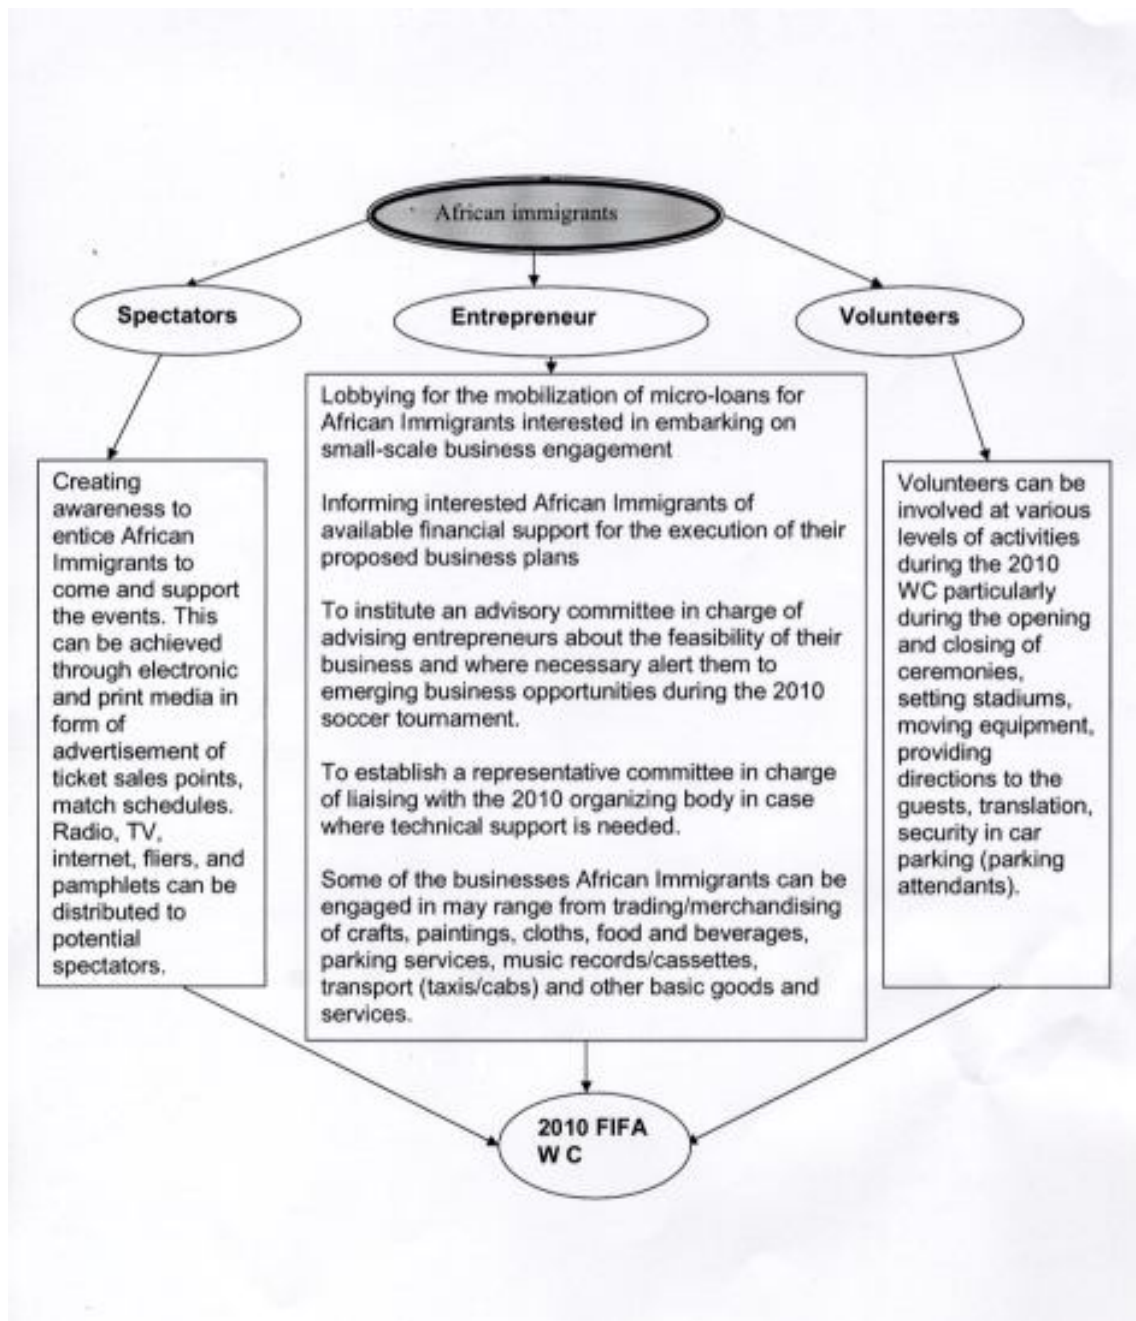 African immigrants
Spectators
Entrepreneur
Volunteers
Creating
awareness to
entice African
Immigrants to
come and support
the events. This
can be achieved
through electronic
and print media in
form of
advertisement of
ticket sales points,
match schedules.
Radio, TV,
internet, fliers, and
pamphlets can be
distributed to
potential
spectators.
Lobbying for the mobilization of micro-loans for
African Immigrants interested in embarking on
small-scale business engagement
Informing interested African Immigrants of
available financial support for the execution of their
proposed business plans
To institute an advisory committee in charge of
advising entrepreneurs about the feasibility of their
business and where necessary alert them to
emerging business opportunities during the 2010
soccer tournament.
To establish a representative committee in charge
of liaising with the 2010 organizing body in case
where technical support is needed.
Some of the businesses African Immigrants can be
engaged in may range from trading/merchandising
of crafts, paintings, cloths, food and beverages,
parking services, music records/cassettes,
transport (taxis/cabs) and other basic goods and
services.
Volunteers can be
involved at various
levels of activities
during the 2010
WC particularly
during the opening
and closing of
ceremonies,
setting stadiums,
moving equipment,
providing
directions to the
guests, translation,
security in car
parking (parking
attendants).
2010 FIFA
W C